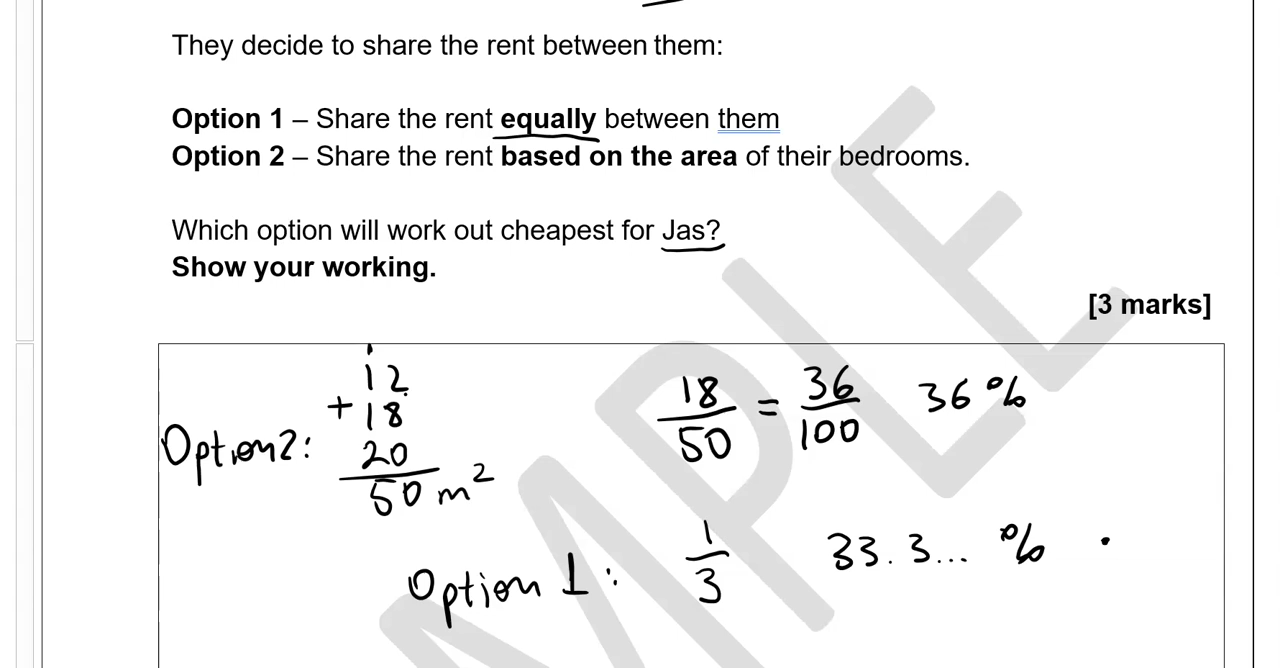 They decide to share the rent between them:
Option 1 – Share the rent equally between them
Option 2 – Share the rent based on the area of their bedrooms.
Which option will work out cheapest for Jas?
Show your working.
[3 marks]
Option 2:
12
+ 18
20
50 m²
18/50 = 36/100 36 %
Option 1: 1/3 33.3... %
MPLE